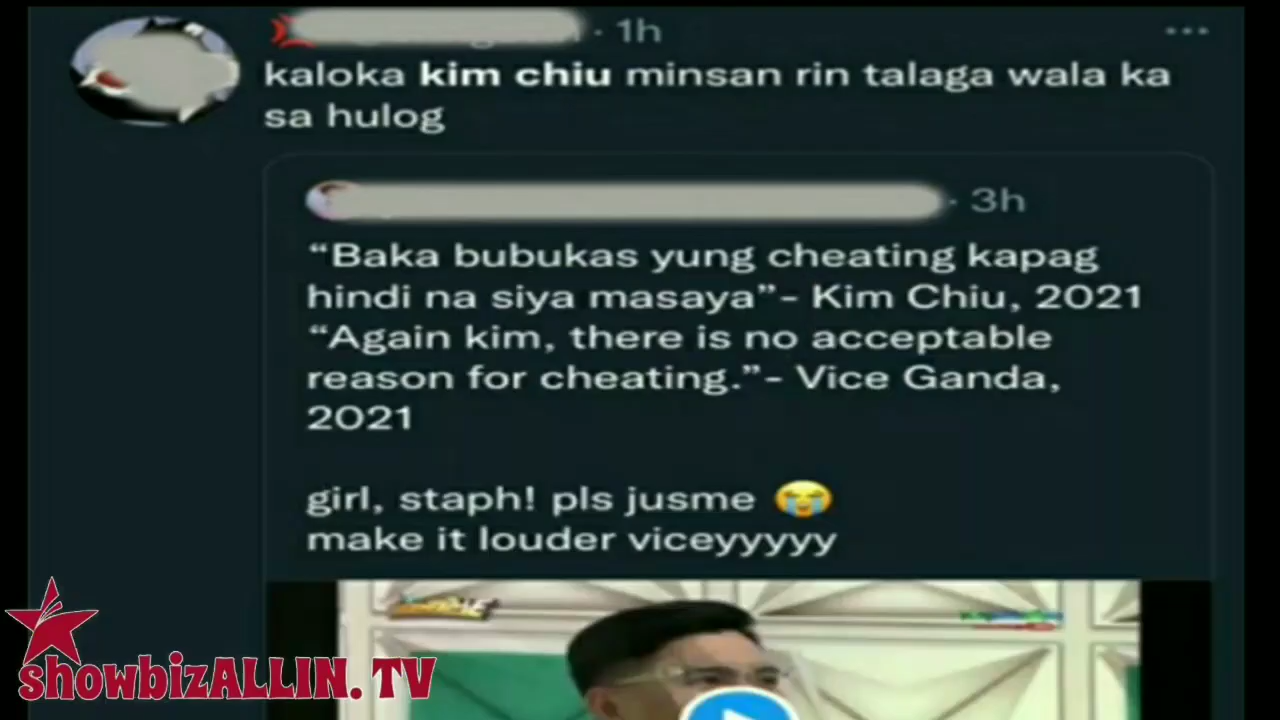 · 1h
kaloka kim chiu minsan rin talaga wala ka
sa hulog
· 3h
“Baka bubukas yung cheating kapag
hindi na siya masaya”- Kim Chiu, 2021
“Again kim, there is no acceptable
reason for cheating.”- Vice Ganda,
2021
girl, staph! pls jusme 😭
make it louder viceyyyyy
showbizALLIN.TV